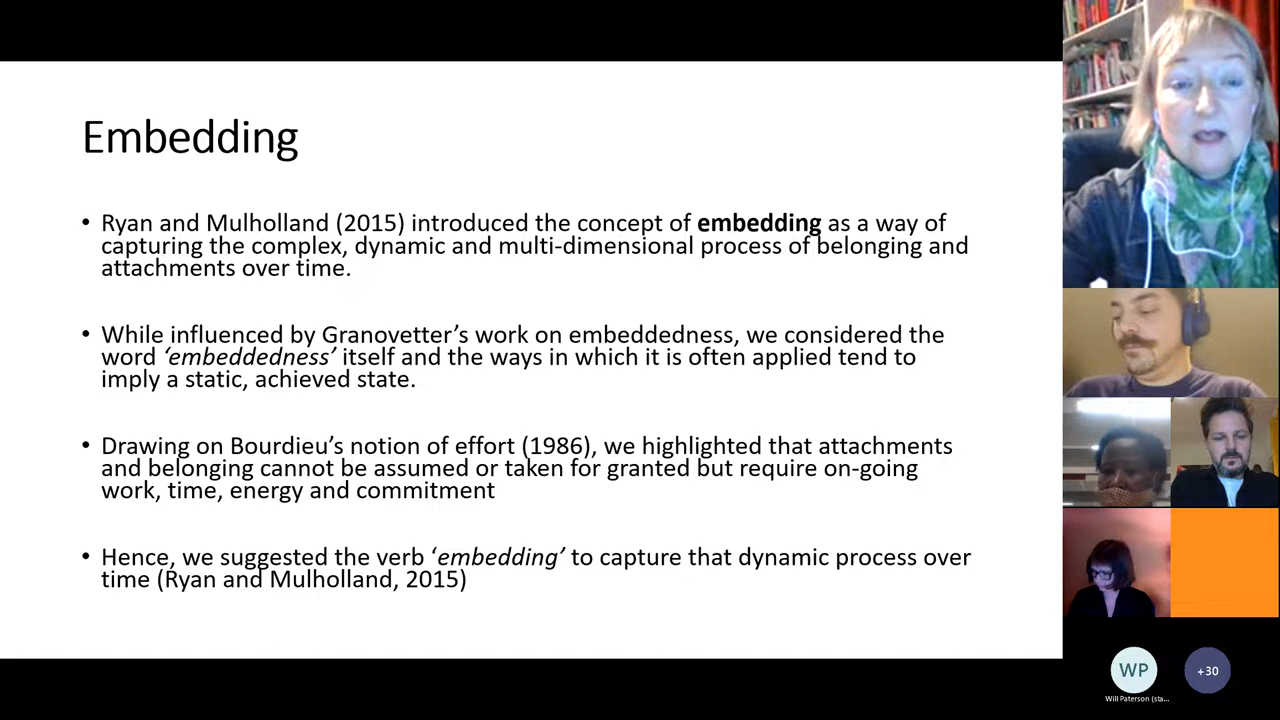 Embedding
• Ryan and Mulholland (2015) introduced the concept of embedding as a way of
capturing the complex, dynamic and multi-dimensional process of belonging and
attachments over time.
• While influenced by Granovetter’s work on embeddedness, we considered the
word ‘embeddedness’ itself and the ways in which it is often applied tend to
imply a static, achieved state.
• Drawing on Bourdieu’s notion of effort (1986), we highlighted that attachments
and belonging cannot be assumed or taken for granted but require on-going
work, time, energy and commitment
• Hence, we suggested the verb ‘embedding’ to capture that dynamic process over
time (Ryan and Mulholland, 2015)
WP
+30
Will Paterson (sta...